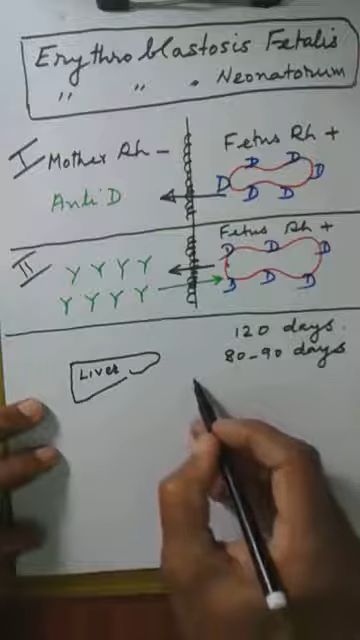 Erythroblastosis Fetalis
" " . Neonatorum
I Mother Rh -
Fetus Rh +
D D D D D D
Anti D
II
Fetus Rh +
Y Y Y Y
D D D D D D
Y Y Y Y
120 days.
80-90 days
Liver